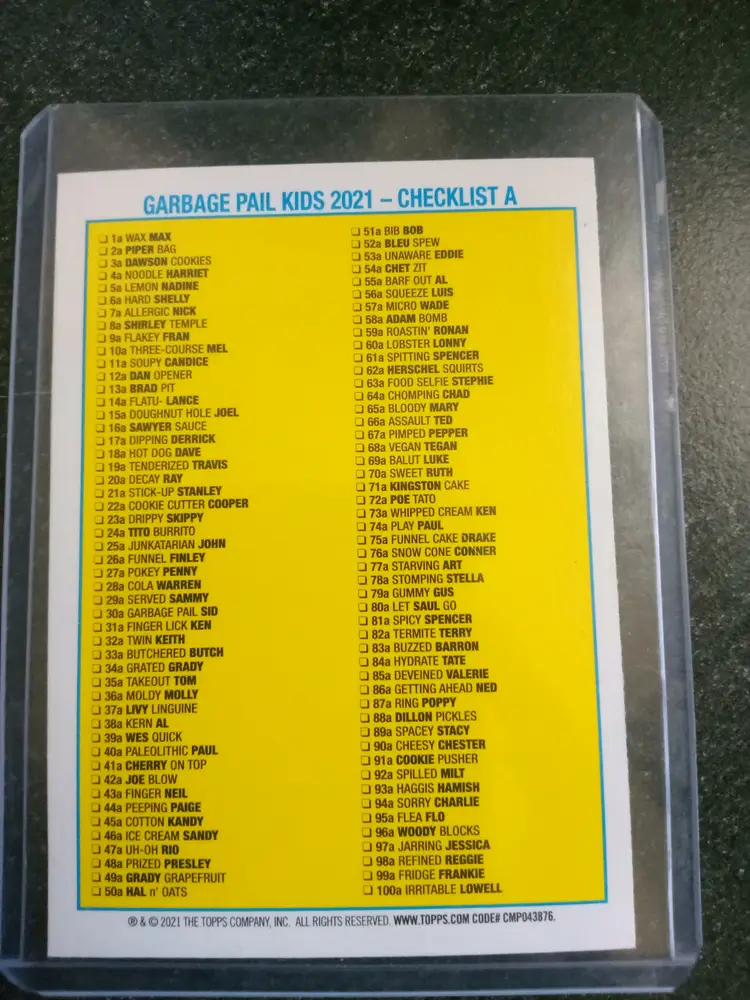 GARBAGE PAIL KIDS 2021 – CHECKLIST A
❏ 1a WAX MAX
❏ 2a PIPER BAG
❏ 3a DAWSON COOKIES
❏ 4a NOODLE HARRIET
❏ 5a LEMON NADINE
❏ 6a HARD SHELLY
❏ 7a ALLERGIC NICK
❏ 8a SHIRLEY TEMPLE
❏ 9a FLAKEY FRAN
❏ 10a THREE-COURSE MEL
❏ 11a SOUPY CANDICE
❏ 12a DAN OPENER
❏ 13a BRAD PIT
❏ 14a FLATU- LANCE
❏ 15a DOUGHNUT HOLE JOEL
❏ 16a SAWYER SAUCE
❏ 17a DIPPING DERRICK
❏ 18a HOT DOG DAVE
❏ 19a TENDERIZED TRAVIS
❏ 20a DECAY RAY
❏ 21a STICK-UP STANLEY
❏ 22a COOKIE CUTTER COOPER
❏ 23a DRIPPY SKIPPY
❏ 24a TITO BURRITO
❏ 25a JUNKATARIAN JOHN
❏ 26a FUNNEL FINLEY
❏ 27a POKEY PENNY
❏ 28a COLA WARREN
❏ 29a SERVED SAMMY
❏ 30a GARBAGE PAIL SID
❏ 31a FINGER LICK KEN
❏ 32a TWIN KEITH
❏ 33a BUTCHERED BUTCH
❏ 34a GRATED GRADY
❏ 35a TAKEOUT TOM
❏ 36a MOLDY MOLLY
❏ 37a LIVY LINGUINE
❏ 38a KERN AL
❏ 39a WES QUICK
❏ 40a PALEOLITHIC PAUL
❏ 41a CHERRY ON TOP
❏ 42a JOE BLOW
❏ 43a FINGER NEIL
❏ 44a PEEPING PAIGE
❏ 45a COTTON KANDY
❏ 46a ICE CREAM SANDY
❏ 47a UH-OH RIO
❏ 48a PRIZED PRESLEY
❏ 49a GRADY GRAPEFRUIT
❏ 50a HAL n' OATS
❏ 51a BIB BOB
❏ 52a BLEU SPEW
❏ 53a UNAWARE EDDIE
❏ 54a CHET ZIT
❏ 55a BARF OUT AL
❏ 56a SQUEEZE LUIS
❏ 57a MICRO WADE
❏ 58a ADAM BOMB
❏ 59a ROASTIN' RONAN
❏ 60a LOBSTER LONNY
❏ 61a SPITTING SPENCER
❏ 62a HERSCHEL SQUIRTS
❏ 63a FOOD SELFIE STEPHIE
❏ 64a CHOMPING CHAD
❏ 65a BLOODY MARY
❏ 66a ASSAULT TED
❏ 67a PIMPED PEPPER
❏ 68a VEGAN TEGAN
❏ 69a BALUT LUKE
❏ 70a SWEET RUTH
❏ 71a KINGSTON CAKE
❏ 72a POE TATO
❏ 73a WHIPPED CREAM KEN
❏ 74a PLAY PAUL
❏ 75a FUNNEL CAKE DRAKE
❏ 76a SNOW CONE CONNER
❏ 77a STARVING ART
❏ 78a STOMPING STELLA
❏ 79a GUMMY GUS
❏ 80a LET SAUL GO
❏ 81a SPICY SPENCER
❏ 82a TERMITE TERRY
❏ 83a BUZZED BARRON
❏ 84a HYDRATE TATE
❏ 85a DEVEINED VALERIE
❏ 86a GETTING AHEAD NED
❏ 87a RING POPPY
❏ 88a DILLON PICKLES
❏ 89a SPACEY STACY
❏ 90a CHEESY CHESTER
❏ 91a COOKIE PUSHER
❏ 92a SPILLED MILT
❏ 93a HAGGIS HAMISH
❏ 94a SORRY CHARLIE
❏ 95a FLEA FLO
❏ 96a WOODY BLOCKS
❏ 97a JARRING JESSICA
❏ 98a REFINED REGGIE
❏ 99a FRIDGE FRANKIE
❏ 100a IRRITABLE LOWELL
® & © 2021 THE TOPPS COMPANY, INC. ALL RIGHTS RESERVED. WWW.TOPPS.COM CODE# CMP043876.